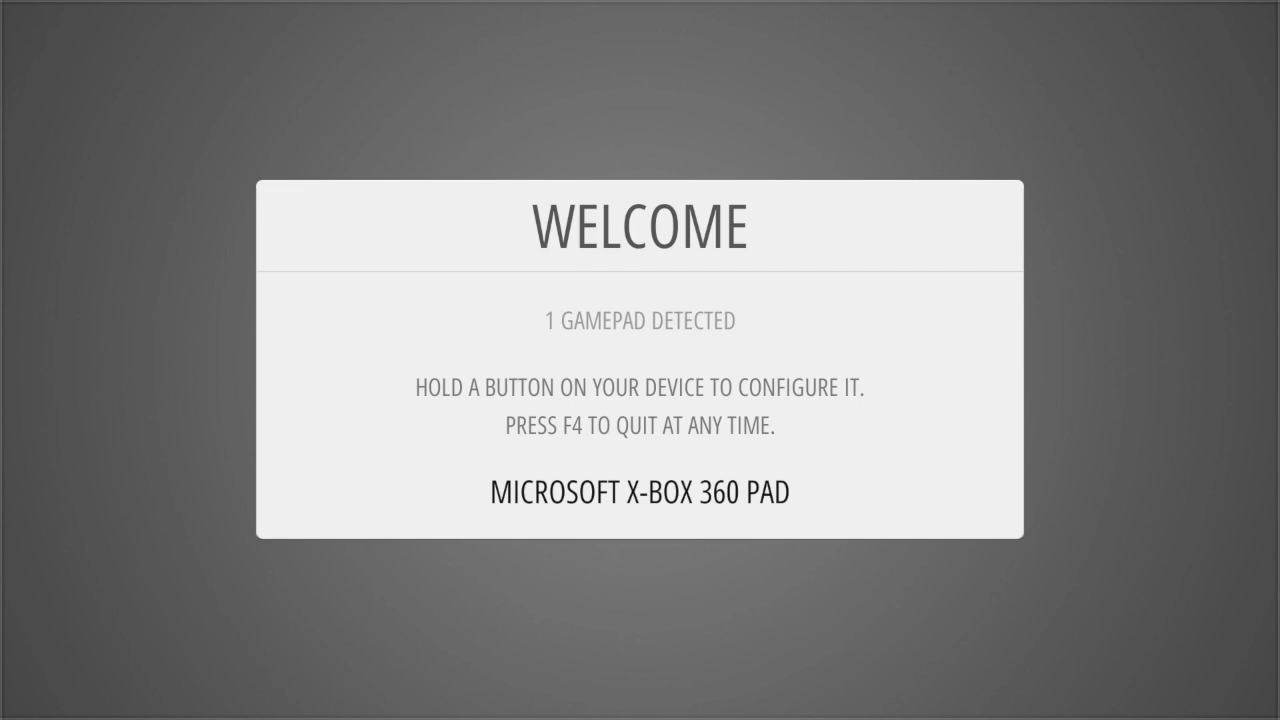 WELCOME
1 GAMEPAD DETECTED
HOLD A BUTTON ON YOUR DEVICE TO CONFIGURE IT.
PRESS F4 TO QUIT AT ANY TIME.
MICROSOFT X-BOX 360 PAD